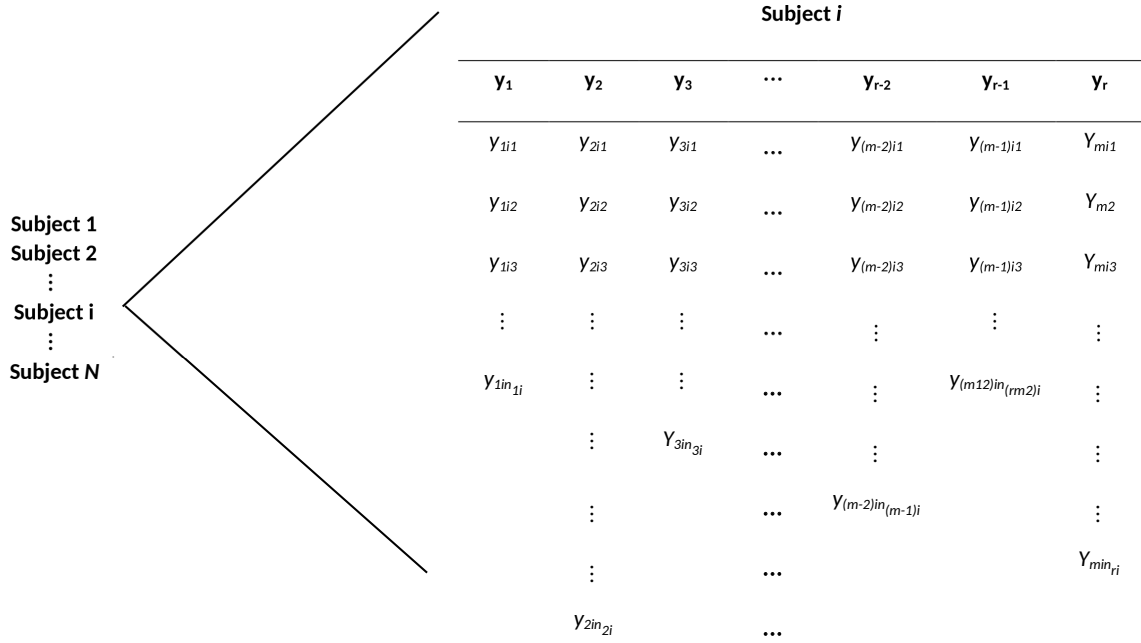 Subject i
y1 y2 y3 ... yr-2 yr-1 yr
y1i1 y2i1 y3i1 ... y(m-2)i1 y(m-1)i1 Ymi1
y1i2 y2i2 y3i2 ... y(m-2)i2 y(m-1)i2 Ym2
y1i3 y2i3 y3i3 ... y(m-2)i3 y(m-1)i3 Ymi3
⋮ ⋮ ⋮ ... ⋮ ⋮ ⋮
y1in1i ⋮ ⋮ ... ⋮ y(m12)in(rm2)i ⋮
⋮ Y3in3i ... ⋮ ⋮
⋮ ... y(m-2)in(m-1)i ⋮
⋮ ... Yminri
y2in2i ...
Subject 1
Subject 2
⋮
Subject i
⋮
Subject N